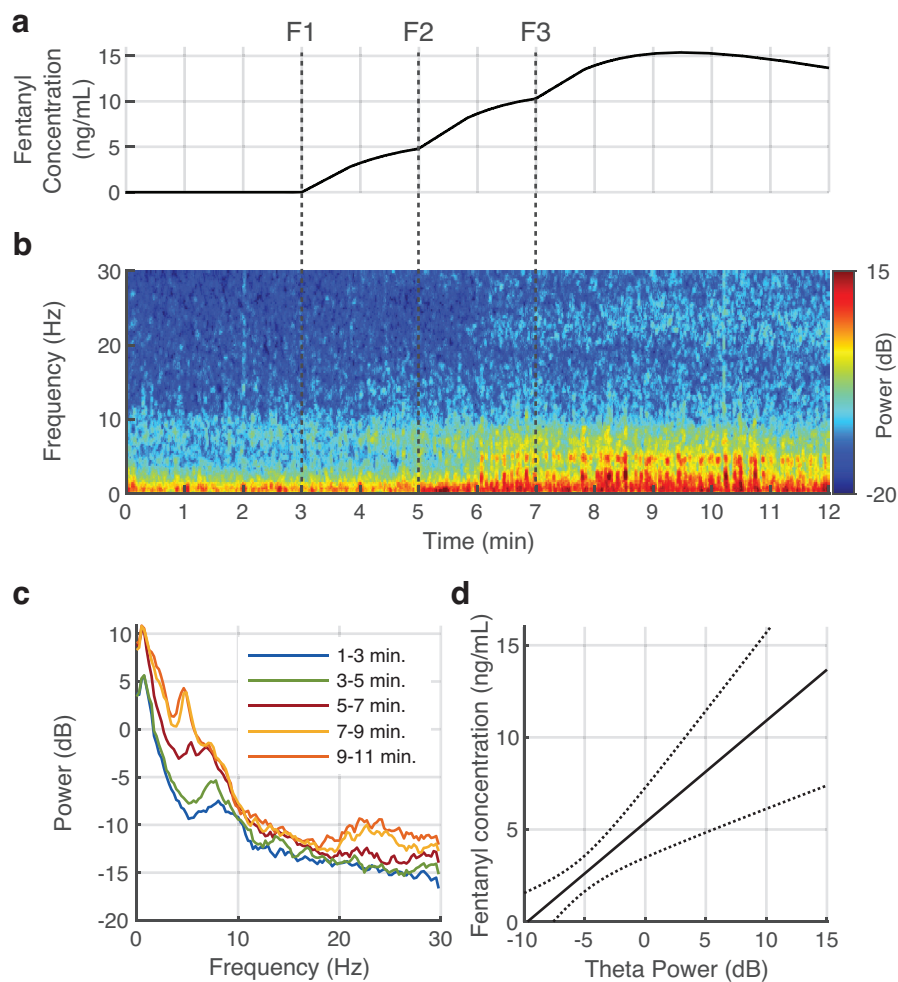 a
F1 F2 F3
Fentanyl
Concentration
(ng/mL)
15
10
5
0
b
Frequency (Hz)
30
20
10
0
0 1 2 3 4 5 6 7 8 9 10 11 12
Time (min)
15
Power (dB)
-20
c
Power (dB)
10
5
0
-5
-10
-15
-20
0 10 20 30
Frequency (Hz)
1-3 min.
3-5 min.
5-7 min.
7-9 min.
9-11 min.
d
Fentanyl concentration (ng/mL)
15
10
5
0
-10 -5 0 5 10 15
Theta Power (dB)